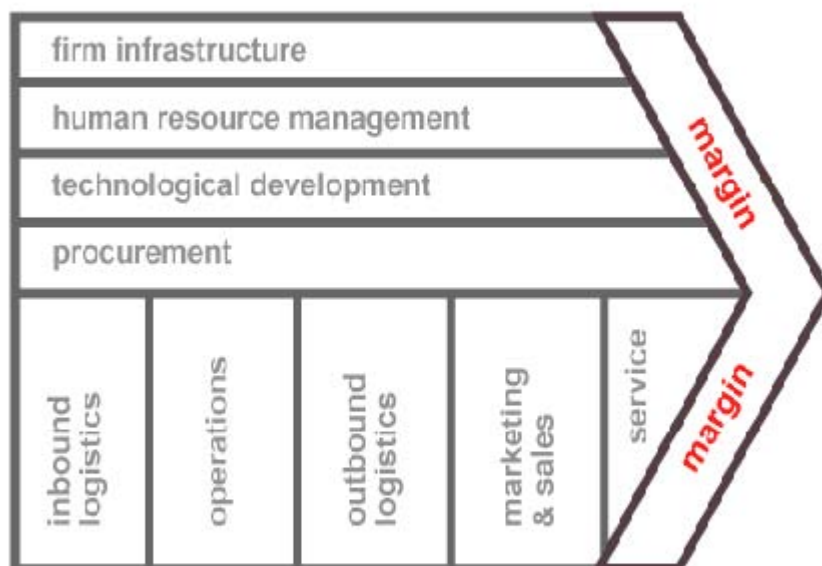 firm infrastructure
human resource management
technological development
procurement
inbound
logistics
operations
outbound
logistics
marketing
& sales
service
margin
margin